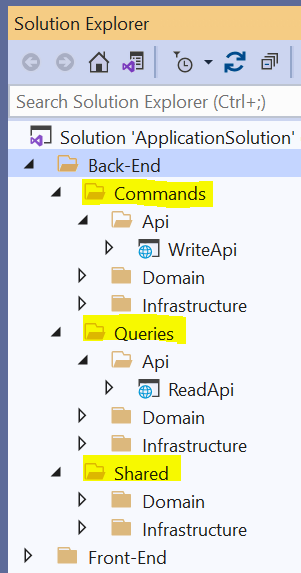 Solution Explorer
Search Solution Explorer (Ctrl+;)
Solution 'ApplicationSolution'
Back-End
Commands
Api
WriteApi
Domain
Infrastructure
Queries
Api
ReadApi
Domain
Infrastructure
Shared
Domain
Infrastructure
Front-End